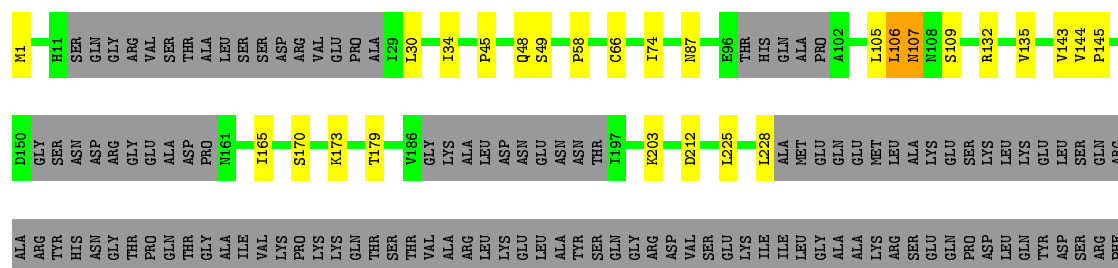 M1 H11 SER GLN GLY ARG VAL SER THR ALA LEU SER SER ASP ARG VAL GLU PRO ALA I29 L30 I34 P45 Q48 S49 P58 C66 I74 N87 E96 THR HIS GLN ALA PRO A102 L105 L106 N107 N108 S109 R132 V135 V143 V144 P145
D150 GLY SER ASN ASP ARG GLY GLU ALA ASP PRO N161 I165 S170 K173 T179 V186 GLY LYS ALA LEU ASP ASN GLU ASN ASN THR I197 K203 D212 L225 L228 ALA MET GLU GLN GLU MET LEU ALA LYS GLU SER LYS LEU LYS GLU LEU SER GLN ARG
ALA ARG TYR HIS ASN GLY THR PRO GLN THR GLY ALA ILE VAL LYS PRO LYS LYS GLN THR SER THR VAL ALA ARG LEU LYS GLU LEU ALA TYR SER GLN GLY ARG ASP VAL SER GLU LYS ILE ILE LEU GLY ALA ALA LYS ARG SER GLU GLN PRO ASP LEU GLN TYR ASP SER ARG